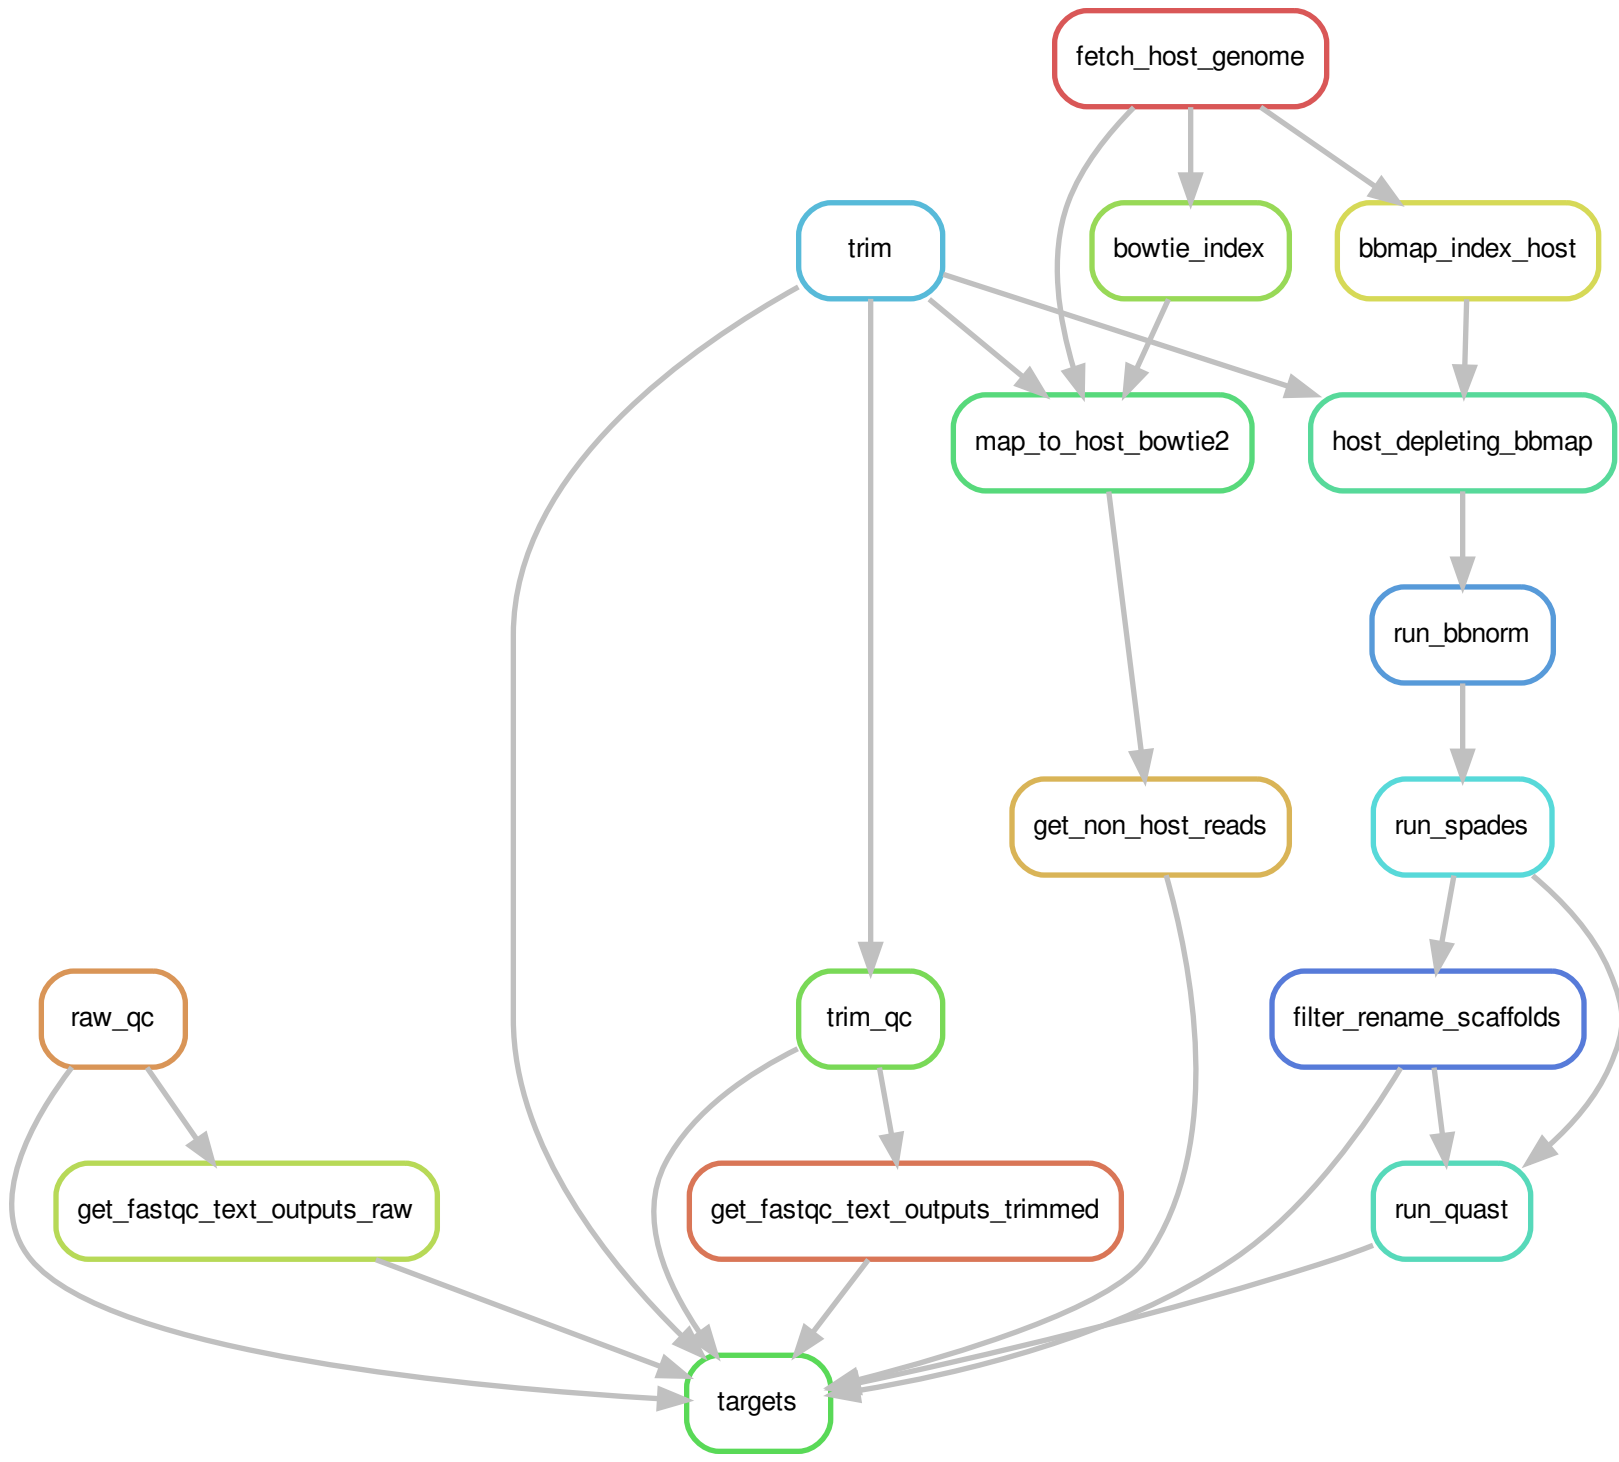 fetch_host_genome
trim
bowtie_index
bbmap_index_host
map_to_host_bowtie2
host_depleting_bbmap
run_bbnorm
get_non_host_reads
run_spades
raw_qc
trim_qc
filter_rename_scaffolds
get_fastqc_text_outputs_raw
get_fastqc_text_outputs_trimmed
run_quast
targets